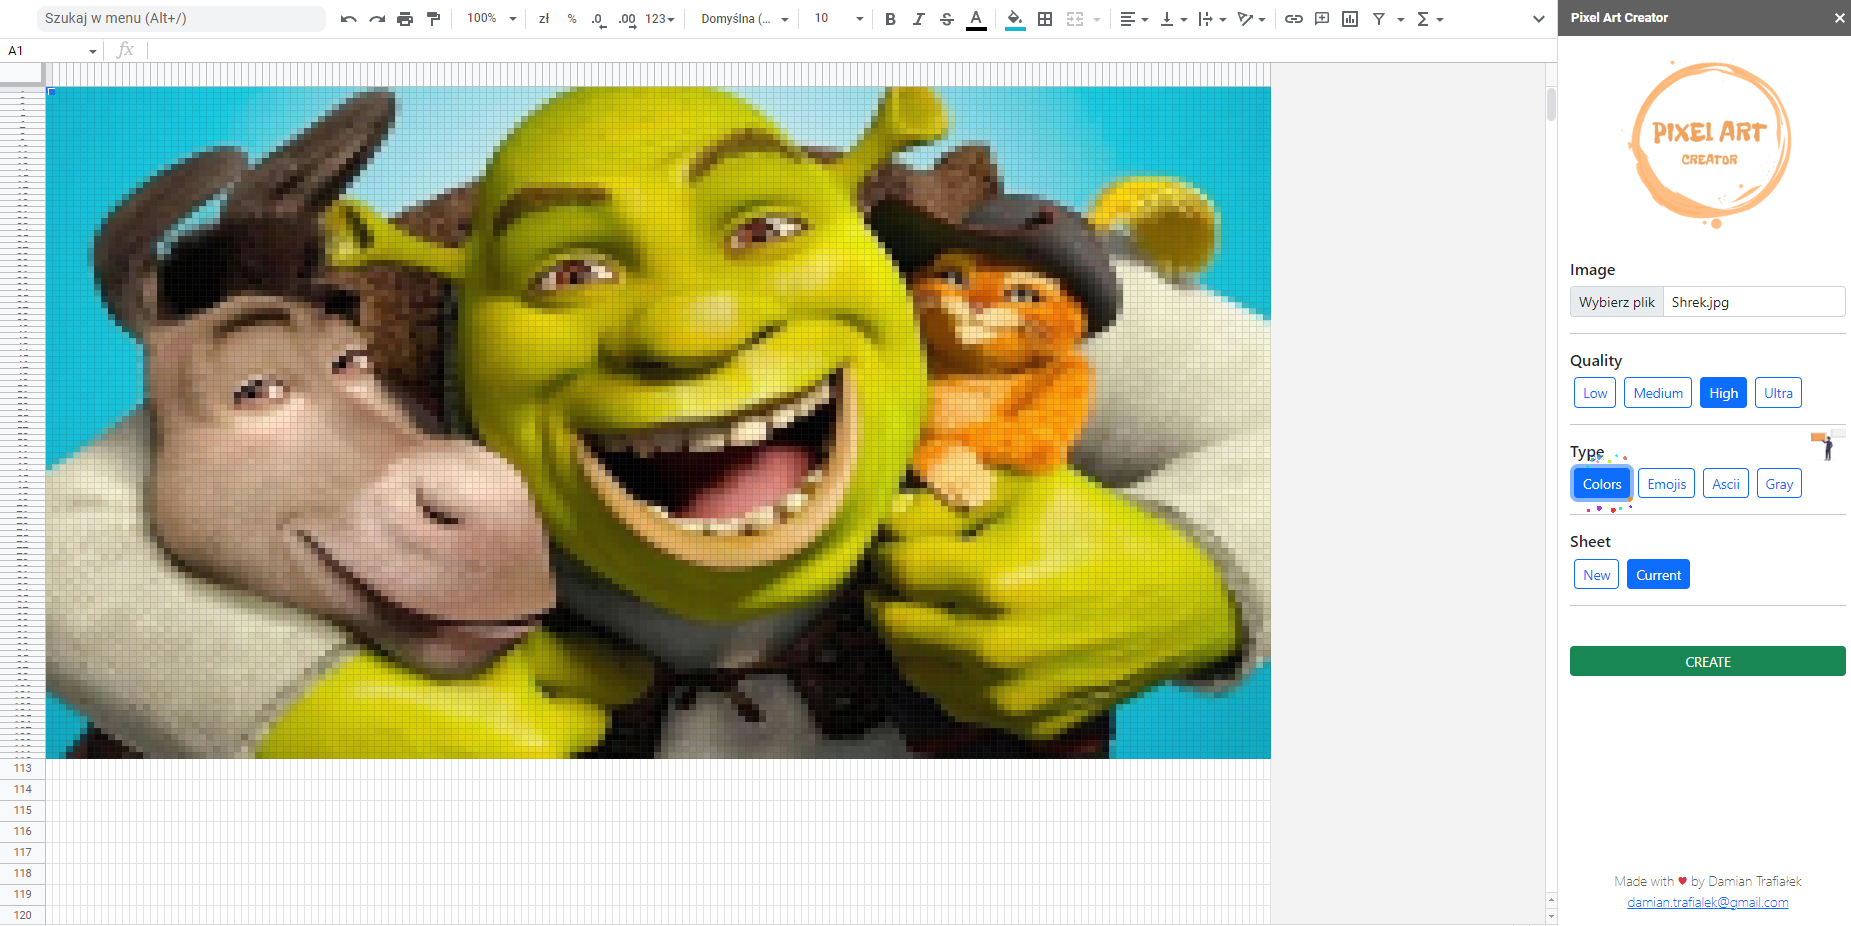 Szukaj w menu (Alt+/)
100%
zł
%
.0
.00
123
Domyślna (...
10
B
I
S
A
Σ
A1
fx
113
114
115
116
117
118
119
120
Pixel Art Creator
PIXEL ART
CREATOR
Image
Wybierz plik Shrek.jpg
Quality
Low Medium High Ultra
Type
Colors Emojis Ascii Gray
Sheet
New Current
CREATE
Made with ♥ by Damian Trafiałek
damian.trafialek@gmail.com